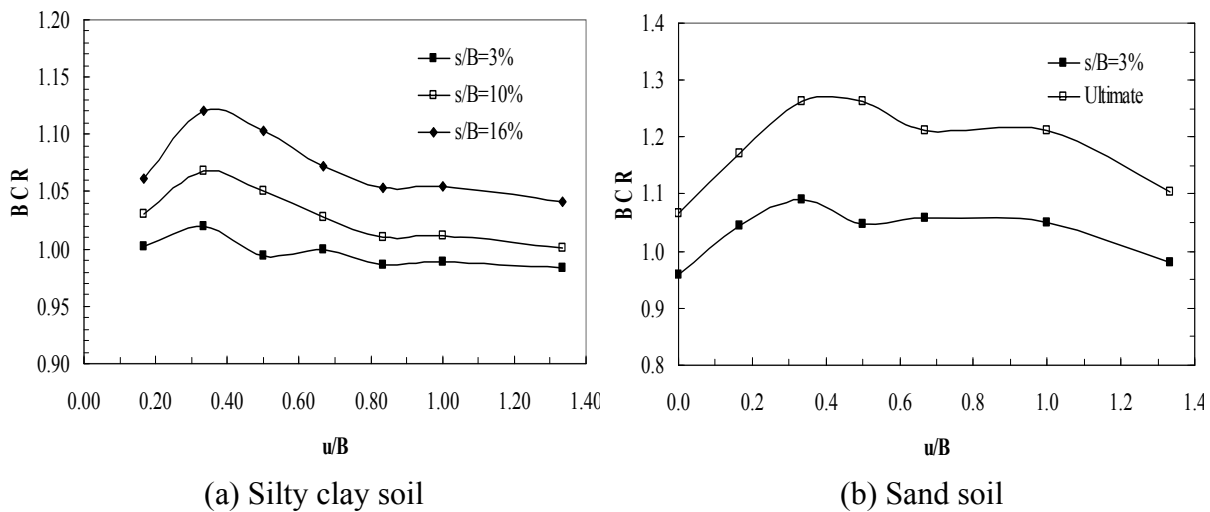 1.20
1.15
1.10
1.05
1.00
0.95
0.90
B C R
s/B=3%
s/B=10%
s/B=16%
0.00 0.20 0.40 0.60 0.80 1.00 1.20 1.40
u/B
(a) Silty clay soil
1.4
1.3
1.2
1.1
1.0
0.9
0.8
B C R
s/B=3%
Ultimate
0.0 0.2 0.4 0.6 0.8 1.0 1.2 1.4
u/B
(b) Sand soil